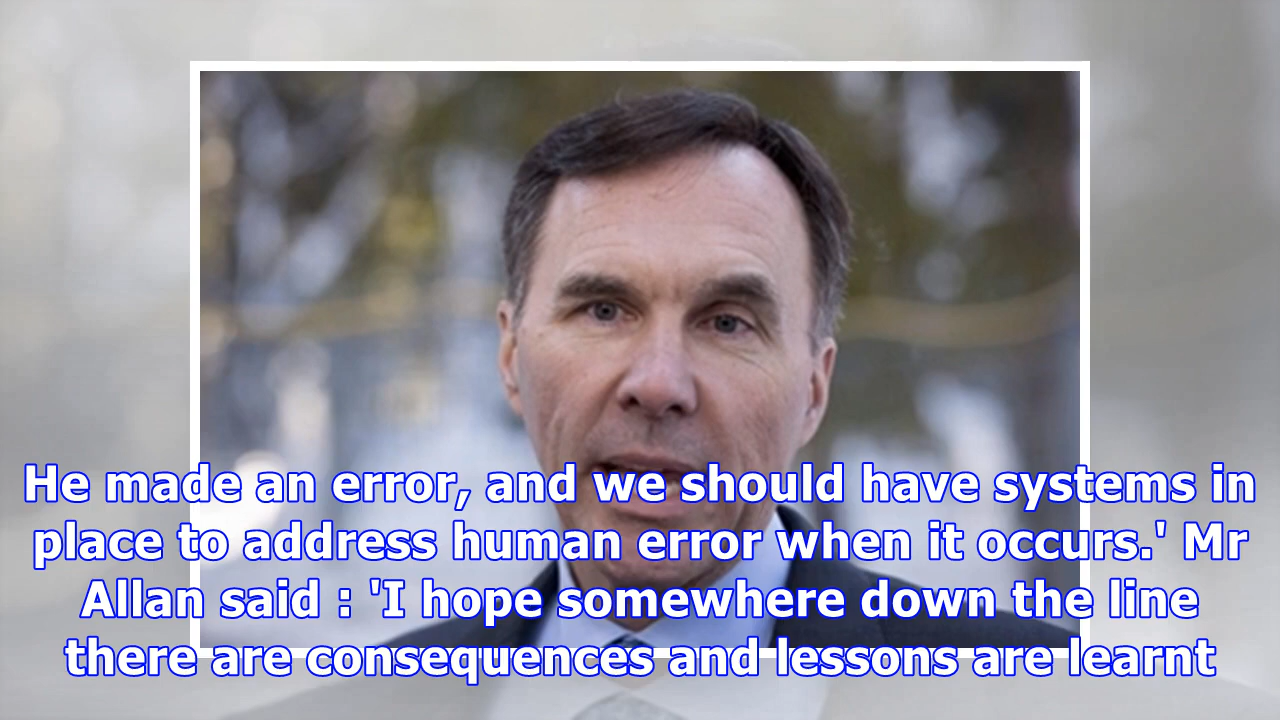 He made an error, and we should have systems in
place to address human error when it occurs.' Mr
Allan said : 'I hope somewhere down the line
there are consequences and lessons are learnt